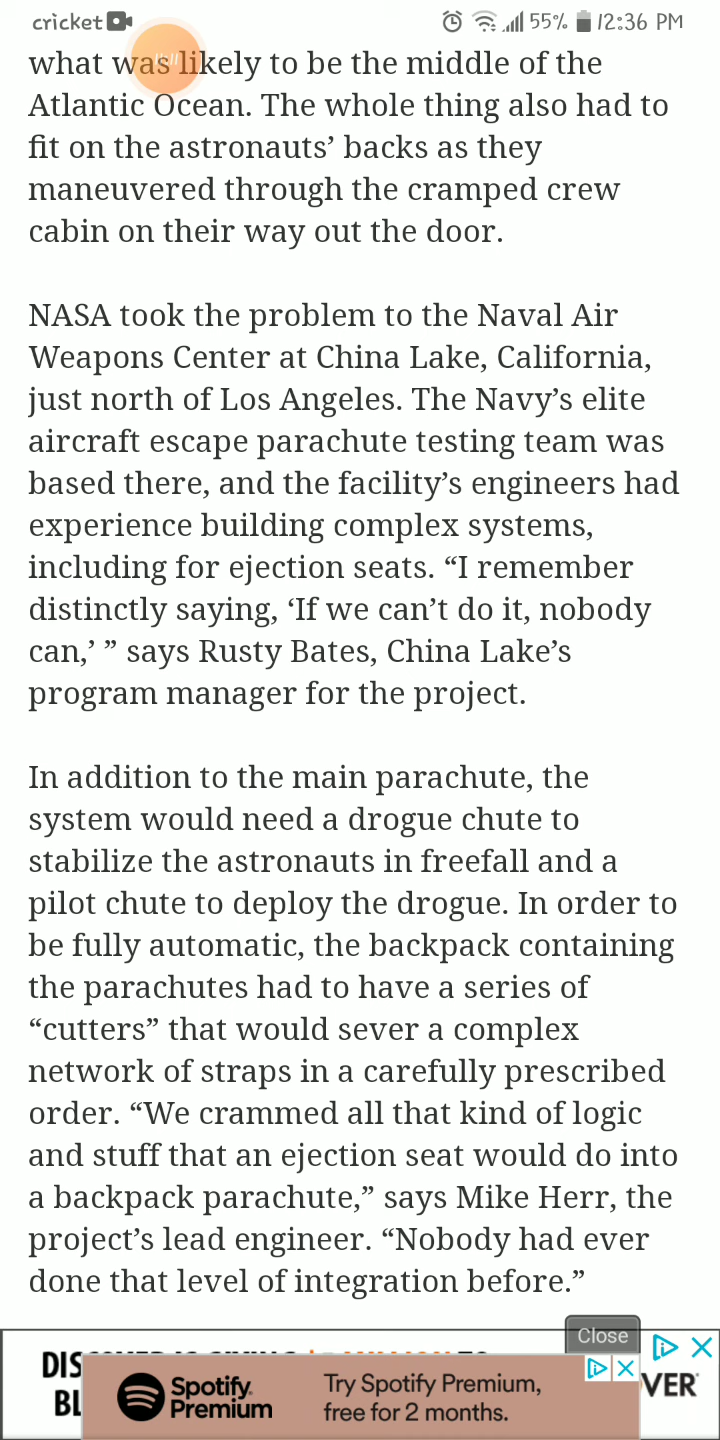 cricket 55% 12:36 PM
what was likely to be the middle of the
Atlantic Ocean. The whole thing also had to
fit on the astronauts’ backs as they
maneuvered through the cramped crew
cabin on their way out the door.
NASA took the problem to the Naval Air
Weapons Center at China Lake, California,
just north of Los Angeles. The Navy’s elite
aircraft escape parachute testing team was
based there, and the facility’s engineers had
experience building complex systems,
including for ejection seats. “I remember
distinctly saying, ‘If we can’t do it, nobody
can,’ ” says Rusty Bates, China Lake’s
program manager for the project.
In addition to the main parachute, the
system would need a drogue chute to
stabilize the astronauts in freefall and a
pilot chute to deploy the drogue. In order to
be fully automatic, the backpack containing
the parachutes had to have a series of
“cutters” that would sever a complex
network of straps in a carefully prescribed
order. “We crammed all that kind of logic
and stuff that an ejection seat would do into
a backpack parachute,” says Mike Herr, the
project’s lead engineer. “Nobody had ever
done that level of integration before.”
Close
DIS
BL
VER
Spotify Premium
Try Spotify Premium,
free for 2 months.